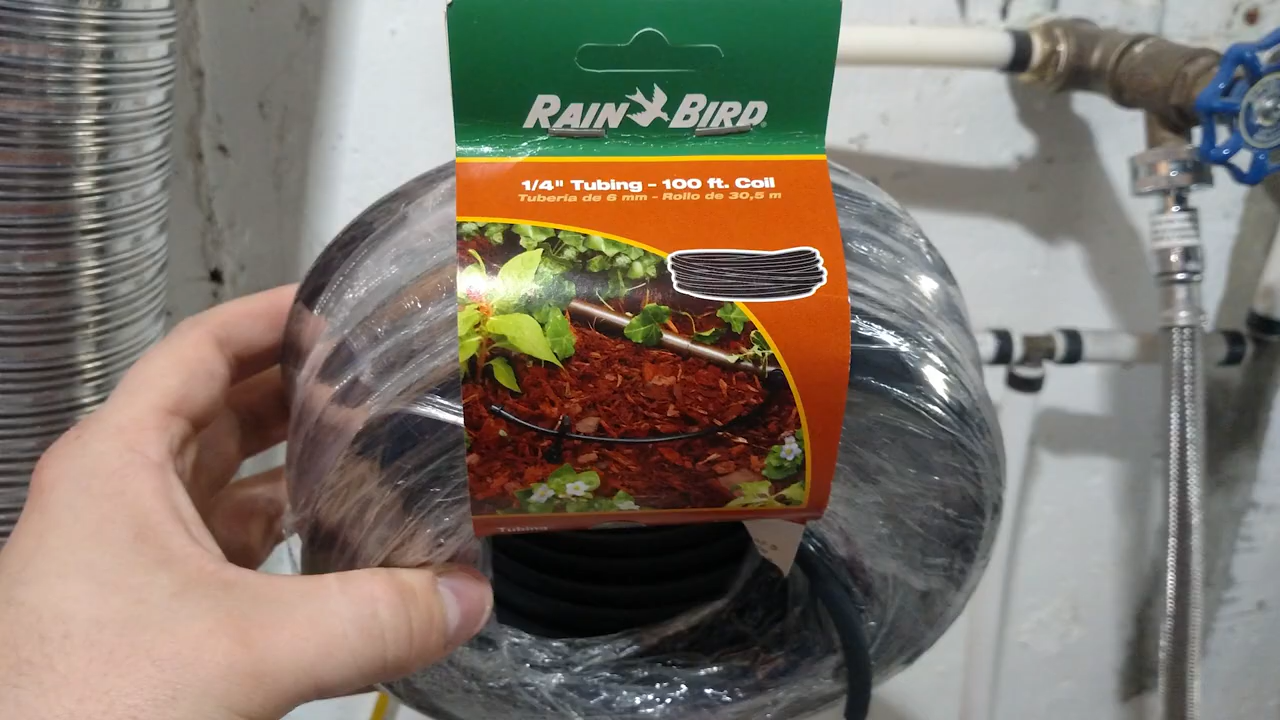 RAIN BIRD
1/4" Tubing - 100 ft. Coil
Tubería de 6 mm - Rollo de 30,5 m
Tubing